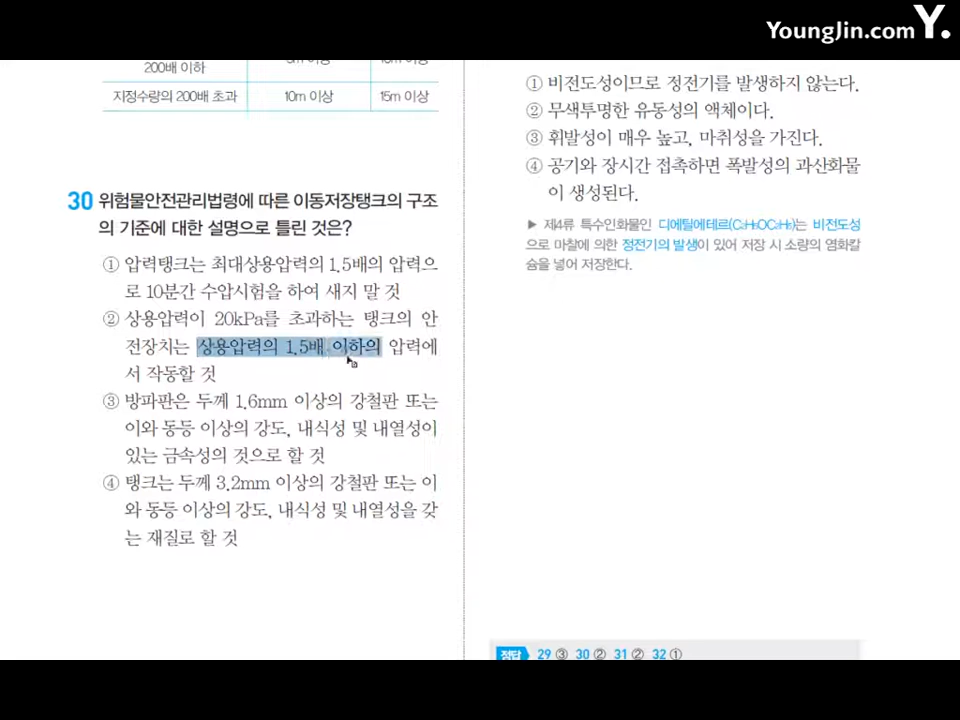 YoungJin.com Y.
200배 이하
지정수량의 200배 초과 10m 이상 15m 이상
30 위험물안전관리법령에 따른 이동저장탱크의 구조
의 기준에 대한 설명으로 틀린 것은?
① 압력탱크는 최대상용압력의 1.5배의 압력으
로 10분간 수압시험을 하여 새지 말 것
② 상용압력이 20kPa를 초과하는 탱크의 안
전장치는 상용압력의 1.5배 이하의 압력에
서 작동할 것
③ 방파판은 두께 1.6mm 이상의 강철판 또는
이와 동등 이상의 강도, 내식성 및 내열성이
있는 금속성의 것으로 할 것
④ 탱크는 두께 3.2mm 이상의 강철판 또는 이
와 동등 이상의 강도, 내식성 및 내열성을 갖
는 재질로 할 것
① 비전도성이므로 정전기를 발생하지 않는다.
② 무색투명한 유동성의 액체이다.
③ 휘발성이 매우 높고, 마취성을 가진다.
④ 공기와 장시간 접촉하면 폭발성의 과산화물
이 생성된다.
▶ 제4류 특수인화물인 디에틸에테르(C₂H₅OC₂H₅)는 비전도성
으로 마찰에 의한 정전기의 발생이 있어 저장 시 소량의 염화칼
슘을 넣어 저장한다.
정답 29 ③ 30 ② 31 ② 32 ①